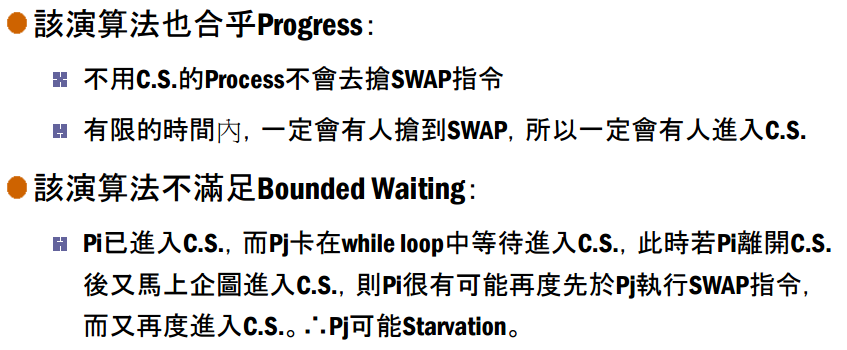 該演算法也合乎Progress：
不用C.S.的Process不會去搶SWAP指令
有限的時間內，一定會有人搶到SWAP，所以一定會有人進入C.S.
該演算法不滿足Bounded Waiting：
Pi已進入C.S.，而Pj卡在while loop中等待進入C.S.，此時若Pi離開C.S.
後又馬上企圖進入C.S.，則Pi很有可能再度先於Pj執行SWAP指令，
而又再度進入C.S.。∴Pj可能Starvation。